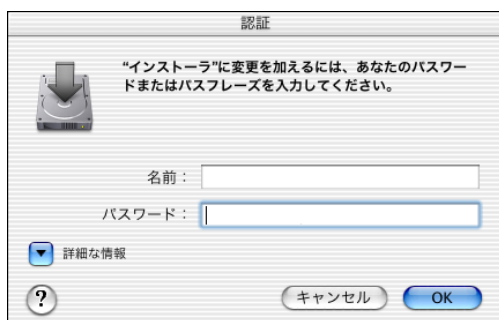 認証
“インストーラ”に変更を加えるには、あなたのパスワー
ドまたはパスフレーズを入力してください。
名前：
パスワード：
詳細な情報
?
キャンセル
OK